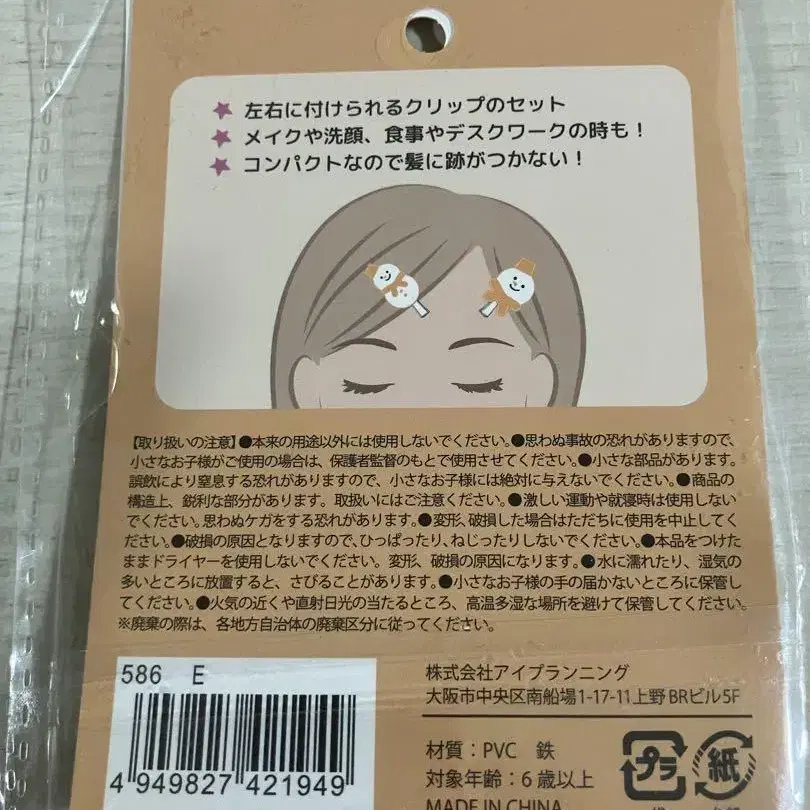 ★ 左右に付けられるクリップのセット
★ メイクや洗顔、食事やデスクワークの時も！
★ コンパクトなので髪に跡がつかない！
【取り扱いの注意】●本来の用途以外には使用しないでください。●思わぬ事故の恐れがありますので、
小さなお子様がご使用の場合は、保護者監督のもとで使用させてください。●小さな部品があります。
誤飲により窒息する恐れがありますので、小さなお子様には絶対に与えないでください。●商品の
構造上、鋭利な部分があります。取扱いにはご注意ください。●激しい運動や就寝時は使用しない
でください。思わぬケガをする恐れがあります。●変形、破損した場合はただちに使用を中止してく
ださい。●破損の原因となりますので、ひっぱったり、ねじったりしないでください。●本品をつけた
ままドライヤーを使用しないでください。変形、破損の原因になります。●水に濡れたり、湿気の
多いところに放置すると、さびることがあります。●小さなお子様の手の届かないところに保管し
てください。●火気の近くや直射日光の当たるところ、高温多湿な場所を避けて保管してください。
※廃棄の際は、各地方自治体の廃棄区分に従ってください。
586 E
4 949827 421949
株式会社アイプランニング
大阪市中央区南船場1-17-11上野BRビル5F
材質：PVC 鉄
対象年齢：6歳以上
MADE IN CHINA
プラ
紙